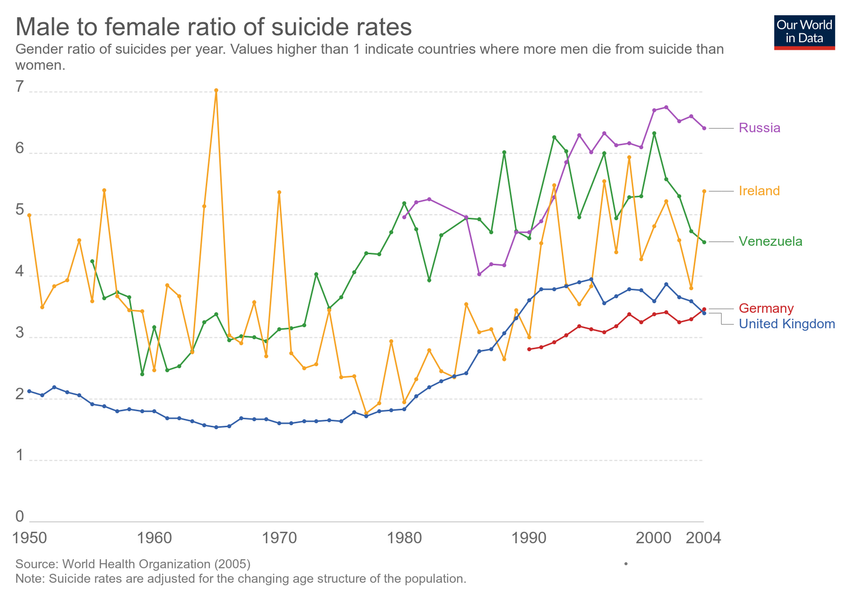 Male to female ratio of suicide rates
Our World
in Data
Gender ratio of suicides per year. Values higher than 1 indicate countries where more men die from suicide than
women.
7
6
5
4
3
2
1
0
Russia
Ireland
Venezuela
Germany
United Kingdom
1950
1960
1970
1980
1990
2000
2004
Source: World Health Organization (2005)
Note: Suicide rates are adjusted for the changing age structure of the population.